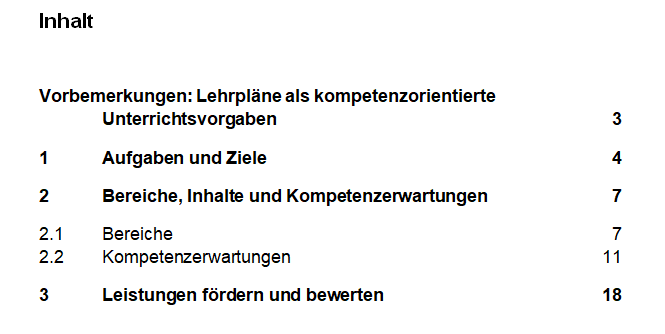 Inhalt
Vorbemerkungen: Lehrpläne als kompetenzorientierte
Unterrichtsvorgaben 3
1 Aufgaben und Ziele 4
2 Bereiche, Inhalte und Kompetenzerwartungen 7
2.1 Bereiche 7
2.2 Kompetenzerwartungen 11
3 Leistungen fördern und bewerten 18